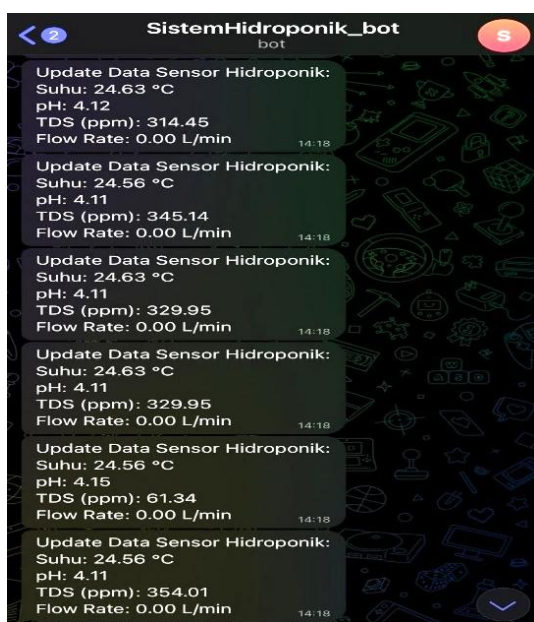 2
SistemHidroponik_bot
bot
S
Update Data Sensor Hidroponik:
Suhu: 24.63 °C
pH: 4.12
TDS (ppm): 314.45
Flow Rate: 0.00 L/min
14:18
Update Data Sensor Hidroponik:
Suhu: 24.56 °C
pH: 4.11
TDS (ppm): 345.14
Flow Rate: 0.00 L/min
14:18
Update Data Sensor Hidroponik:
Suhu: 24.63 °C
pH: 4.11
TDS (ppm): 329.95
Flow Rate: 0.00 L/min
14:18
Update Data Sensor Hidroponik:
Suhu: 24.63 °C
pH: 4.11
TDS (ppm): 329.95
Flow Rate: 0.00 L/min
14:18
Update Data Sensor Hidroponik:
Suhu: 24.56 °C
pH: 4.15
TDS (ppm): 61.34
Flow Rate: 0.00 L/min
14:18
Update Data Sensor Hidroponik:
Suhu: 24.56 °C
pH: 4.11
TDS (ppm): 354.01
Flow Rate: 0.00 L/min
14:18